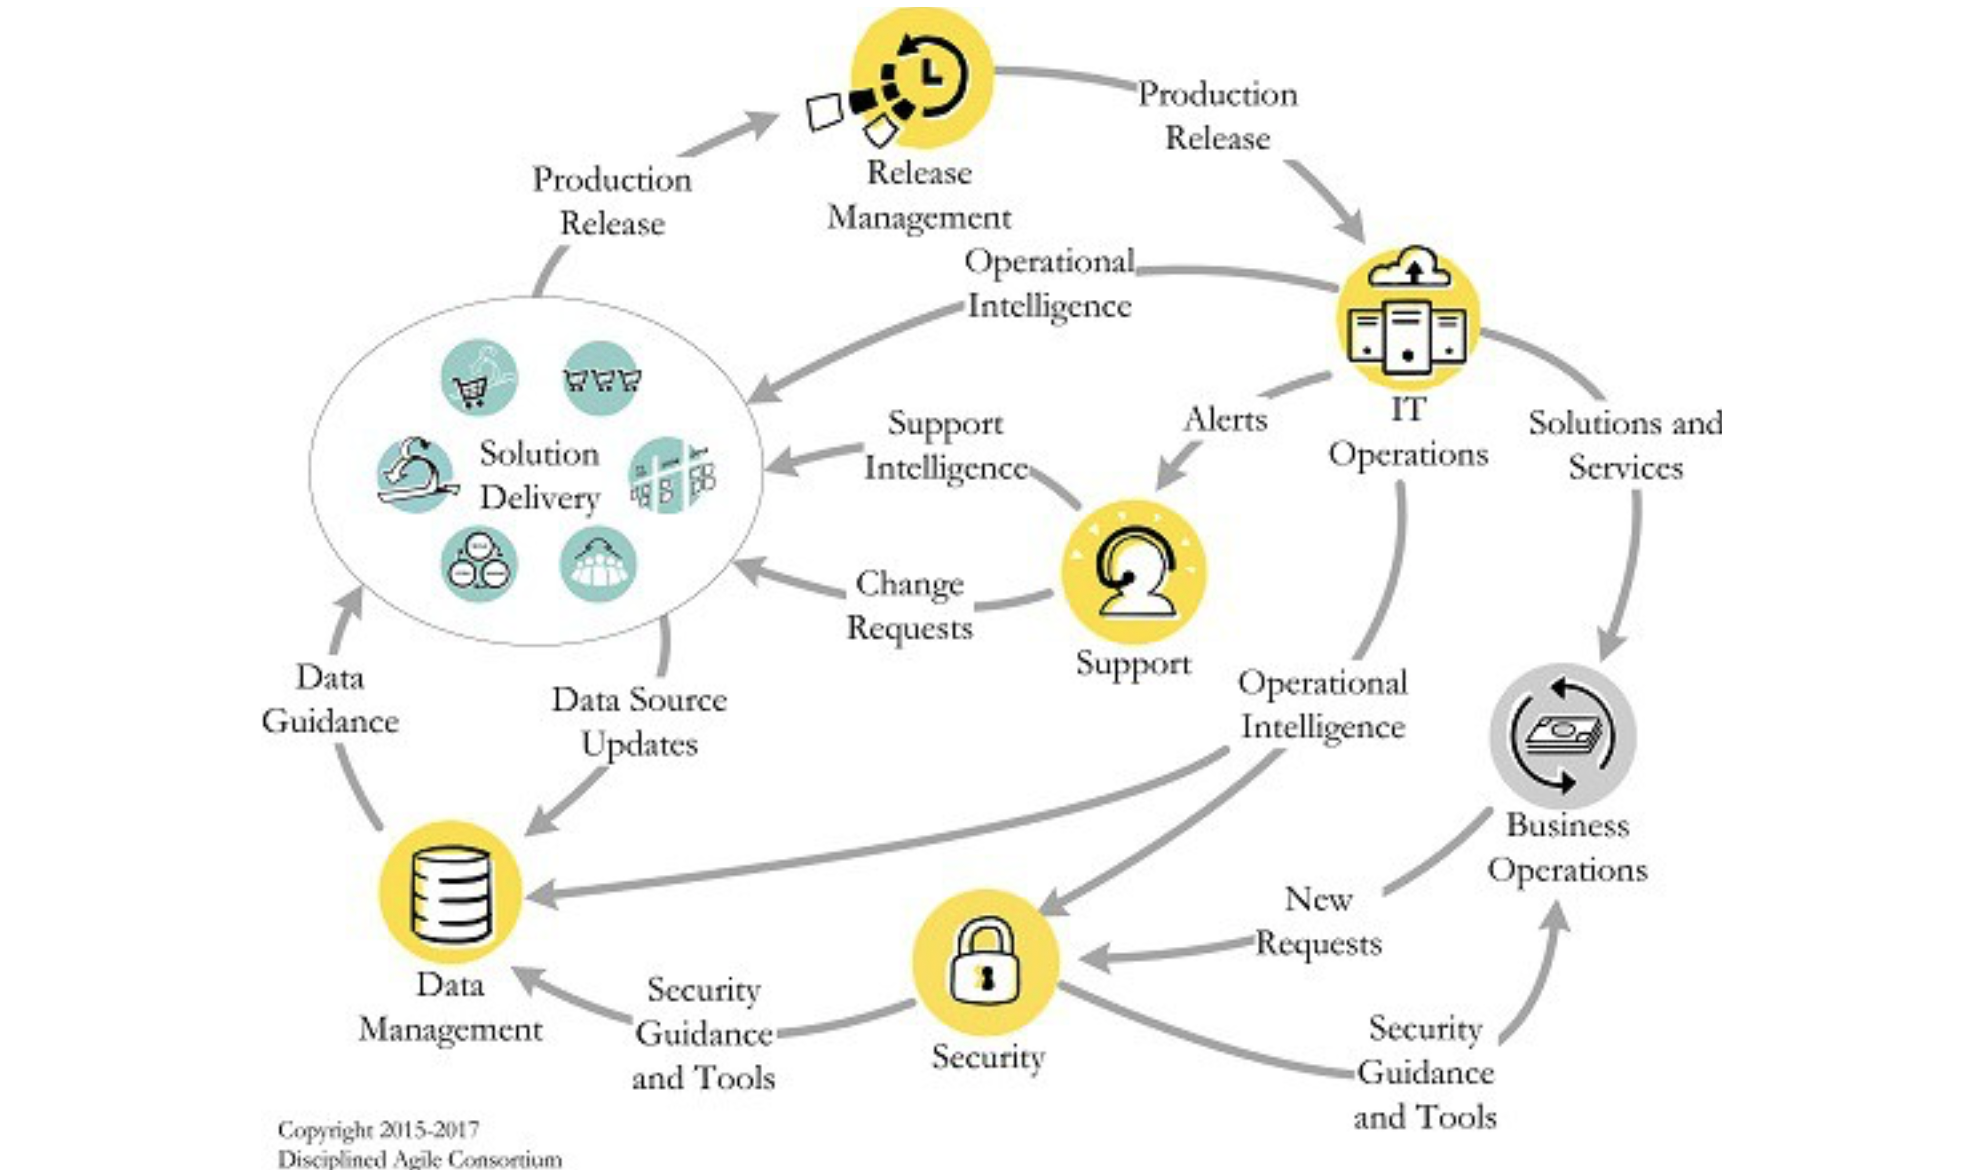 Production
Release
Release
Management
Production
Release
Operational
Intelligence
IT
Operations
Solutions and
Services
Alerts
Support
Intelligence
Solution
Delivery
Change
Requests
Support
Data
Guidance
Data Source
Updates
Operational
Intelligence
Business
Operations
New
Requests
Data
Management
Security
Guidance
and Tools
Security
Security
Guidance
and Tools
Copyright 2015-2017
Disciplined Agile Consortium